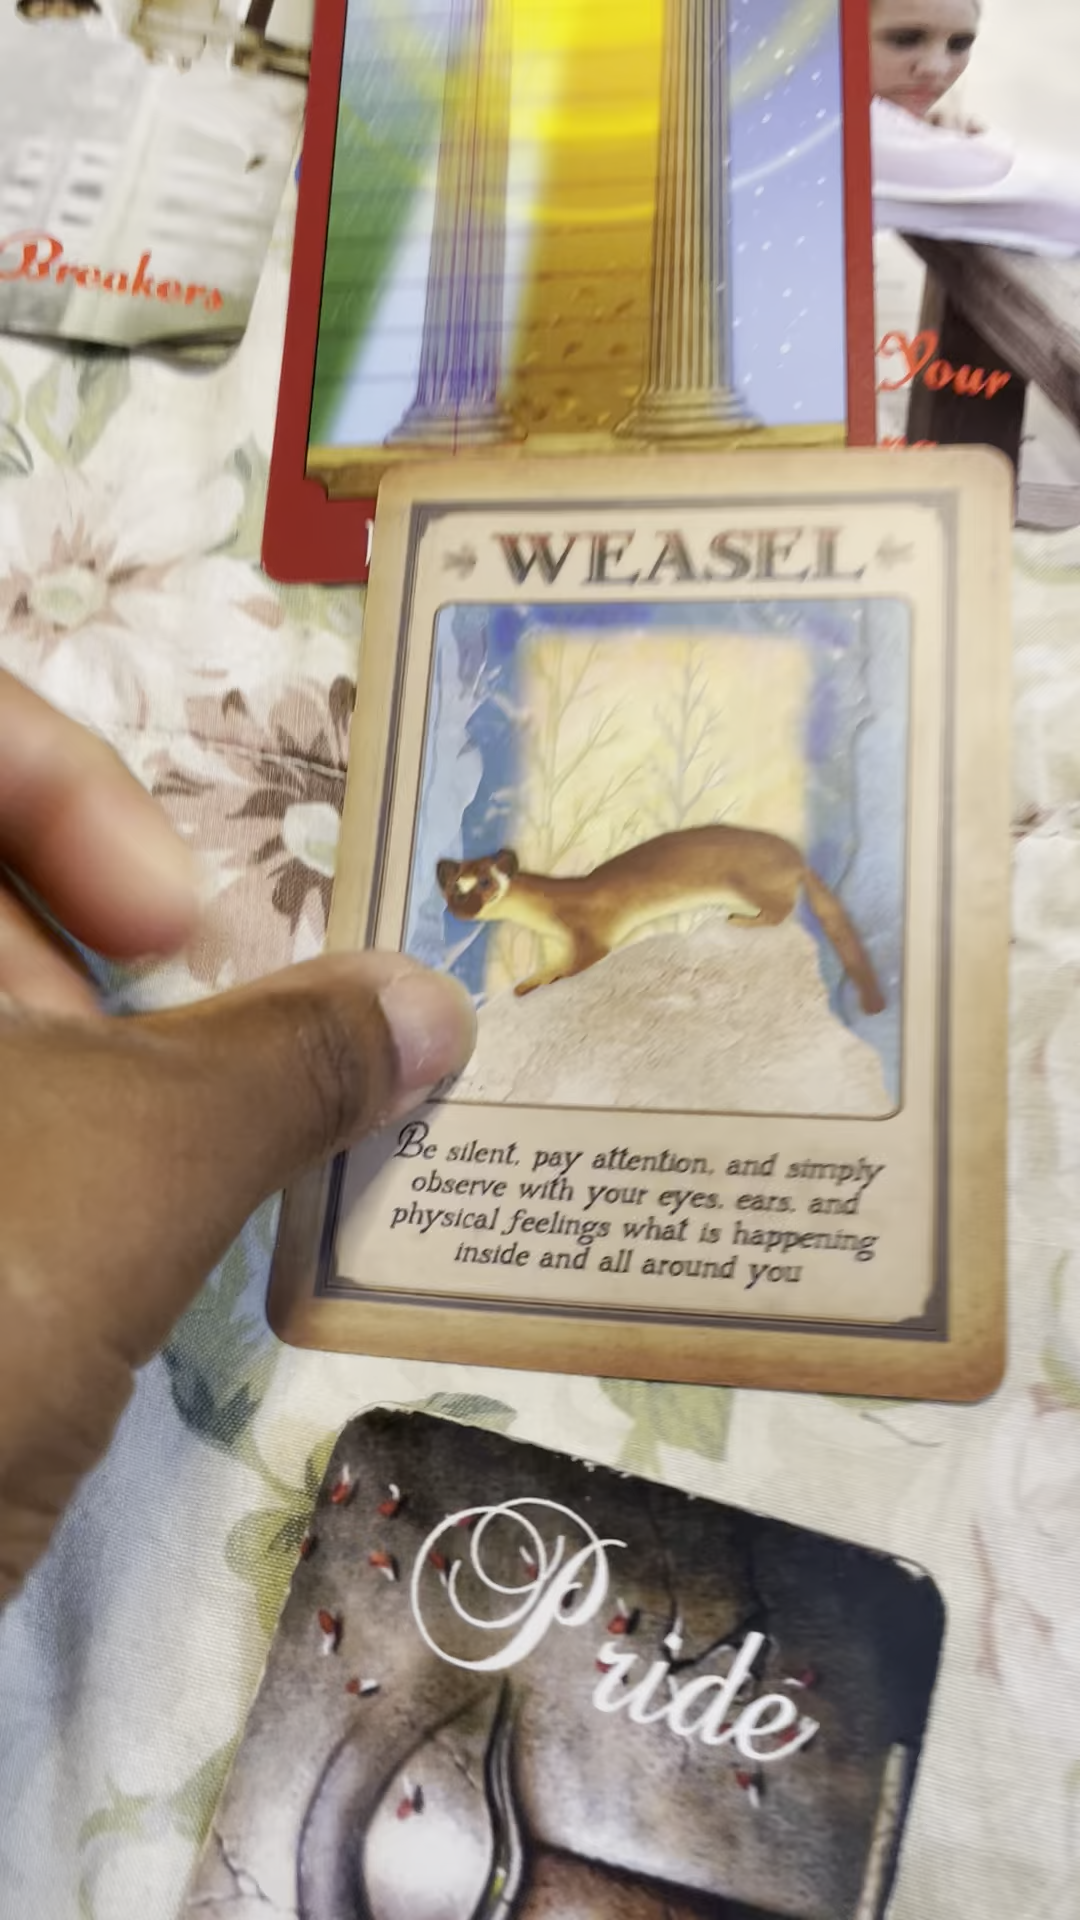 Breakers
Your
WEASEL
Be silent, pay attention, and simply
observe with your eyes, ears, and
physical feelings what is happening
inside and all around you
Pride